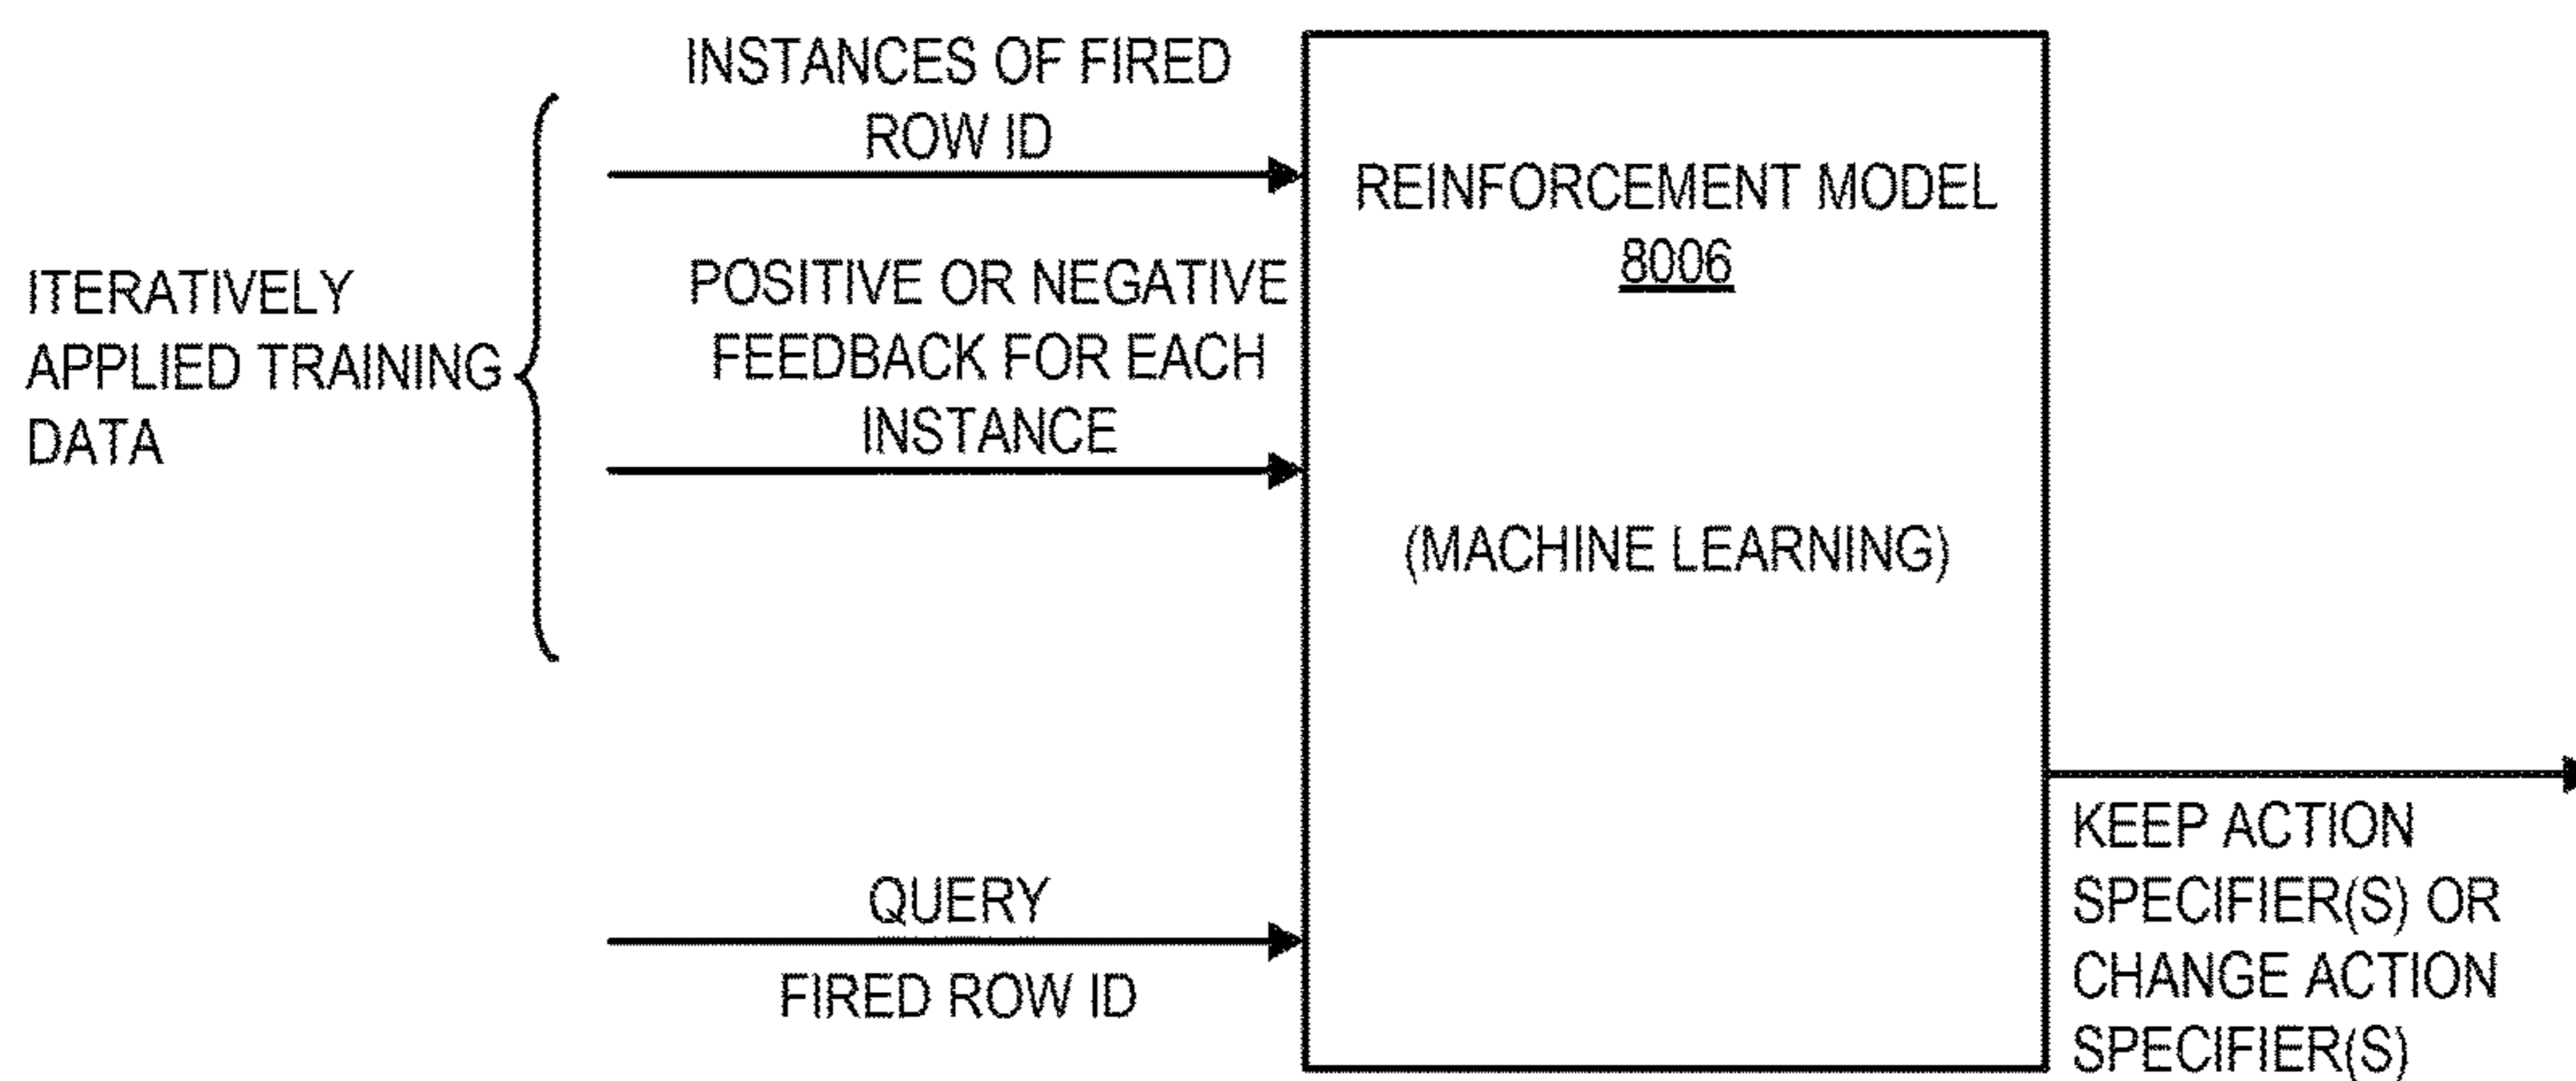 ITERATIVELY
APPLIED TRAINING
DATA
INSTANCES OF FIRED
ROW ID
POSITIVE OR NEGATIVE
FEEDBACK FOR EACH
INSTANCE
QUERY
FIRED ROW ID
REINFORCEMENT MODEL
8006
(MACHINE LEARNING)
KEEP ACTION
SPECIFIER(S) OR
CHANGE ACTION
SPECIFIER(S)